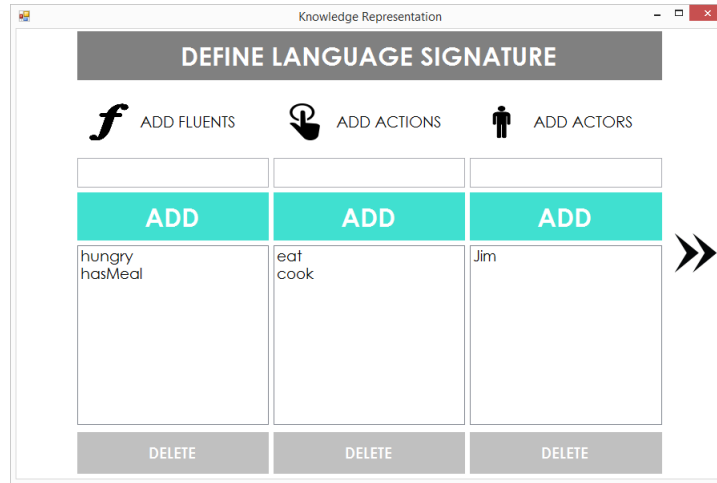 Knowledge Representation
DEFINE LANGUAGE SIGNATURE
f ADD FLUENTS
ADD ACTIONS
ADD ACTORS
ADD
ADD
ADD
hungry
hasMeal
eat
cook
Jim
DELETE
DELETE
DELETE